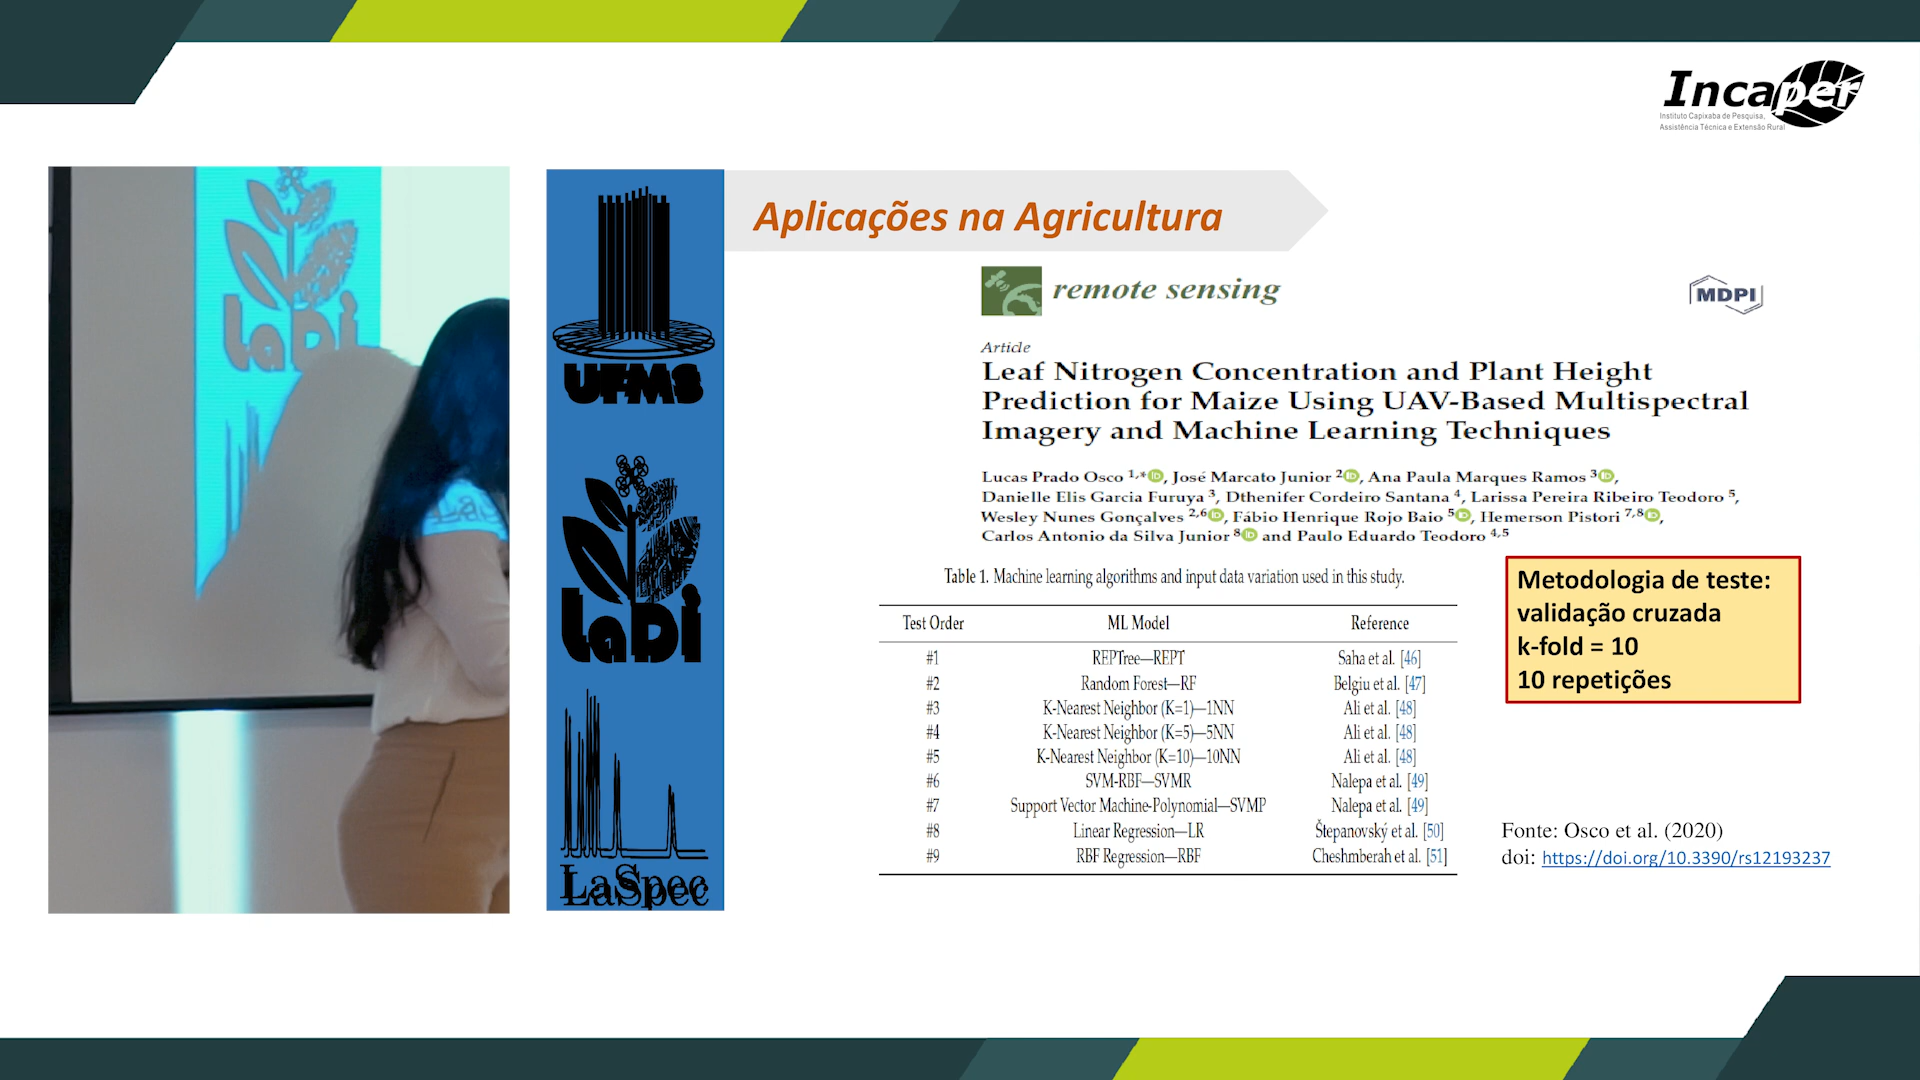 Incaper
Instituto Capixaba de Pesquisa,
Assistência Técnica e Extensão Rural
LaDi
UFMS
LaDi
LaSpec
Aplicações na Agricultura
remote sensing
MDPI
Article
Leaf Nitrogen Concentration and Plant Height
Prediction for Maize Using UAV-Based Multispectral
Imagery and Machine Learning Techniques
Lucas Prado Osco 1,*, José Marcato Junior 2, Ana Paula Marques Ramos 3,
Danielle Elis Garcia Furuya 3, Dthenifer Cordeiro Santana 4, Larissa Pereira Ribeiro Teodoro 5,
Wesley Nunes Gonçalves 2,6, Fábio Henrique Rojo Baio 5, Hemerson Pistori 7,8,
Carlos Antonio da Silva Junior 8 and Paulo Eduardo Teodoro 4,5
Table 1. Machine learning algorithms and input data variation used in this study.
Test Order ML Model Reference
#1 REPTree—REPT Saha et al. [46]
#2 Random Forest—RF Belgiu et al. [47]
#3 K-Nearest Neighbor (K=1)—1NN Ali et al. [48]
#4 K-Nearest Neighbor (K=5)—5NN Ali et al. [48]
#5 K-Nearest Neighbor (K=10)—10NN Ali et al. [48]
#6 SVM-RBF—SVMR Nalepa et al. [49]
#7 Support Vector Machine-Polynomial—SVMP Nalepa et al. [49]
#8 Linear Regression—LR Štepanovský et al. [50]
#9 RBF Regression—RBF Cheshmberah et al. [51]
Metodologia de teste:
validação cruzada
k-fold = 10
10 repetições
Fonte: Osco et al. (2020)
doi: https://doi.org/10.3390/rs12193237